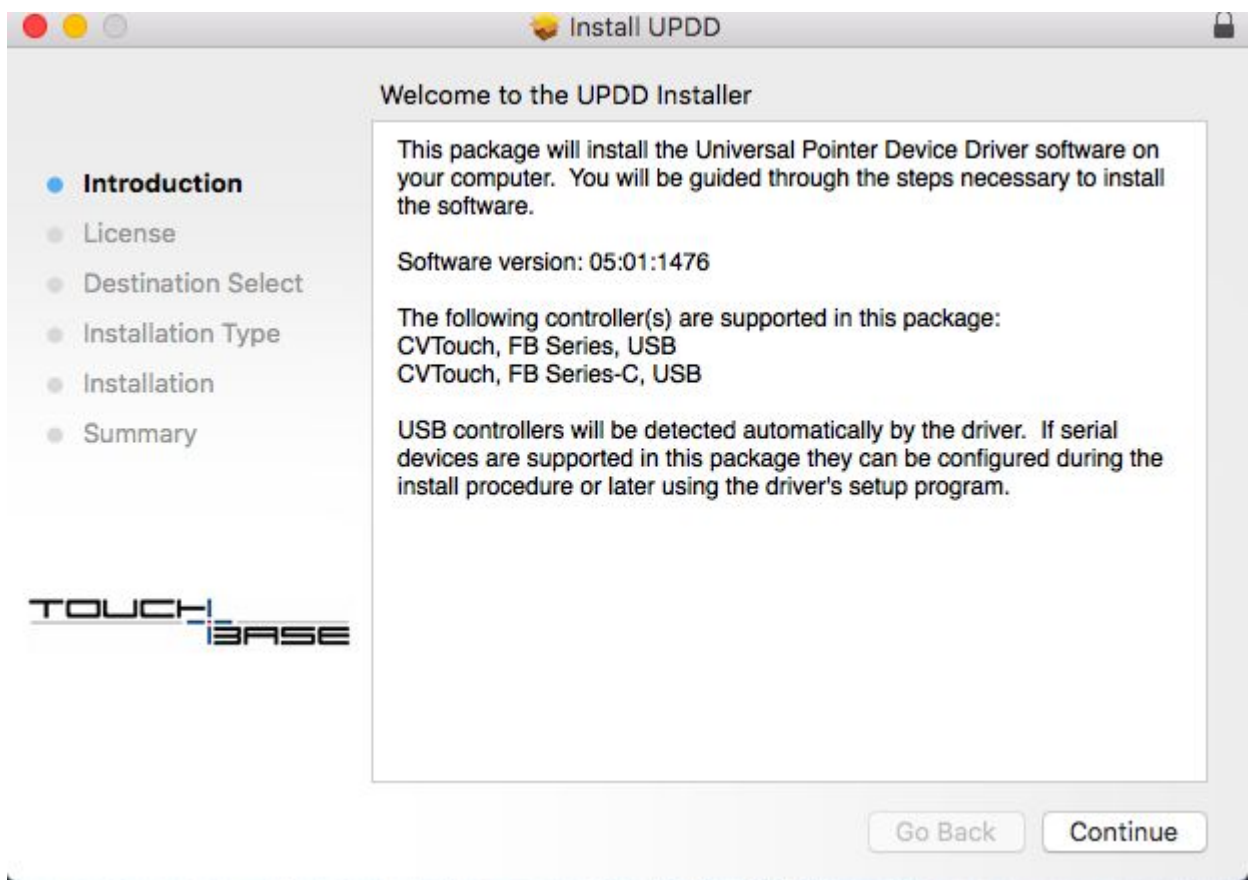 Install UPDD
Welcome to the UPDD Installer
Introduction
License
Destination Select
Installation Type
Installation
Summary
This package will install the Universal Pointer Device Driver software on
your computer.  You will be guided through the steps necessary to install
the software.
Software version: 05:01:1476
The following controller(s) are supported in this package:
CVTouch, FB Series, USB
CVTouch, FB Series-C, USB
USB controllers will be detected automatically by the driver.  If serial
devices are supported in this package they can be configured during the
install procedure or later using the driver's setup program.
TOUCH
BASE
Go Back
Continue